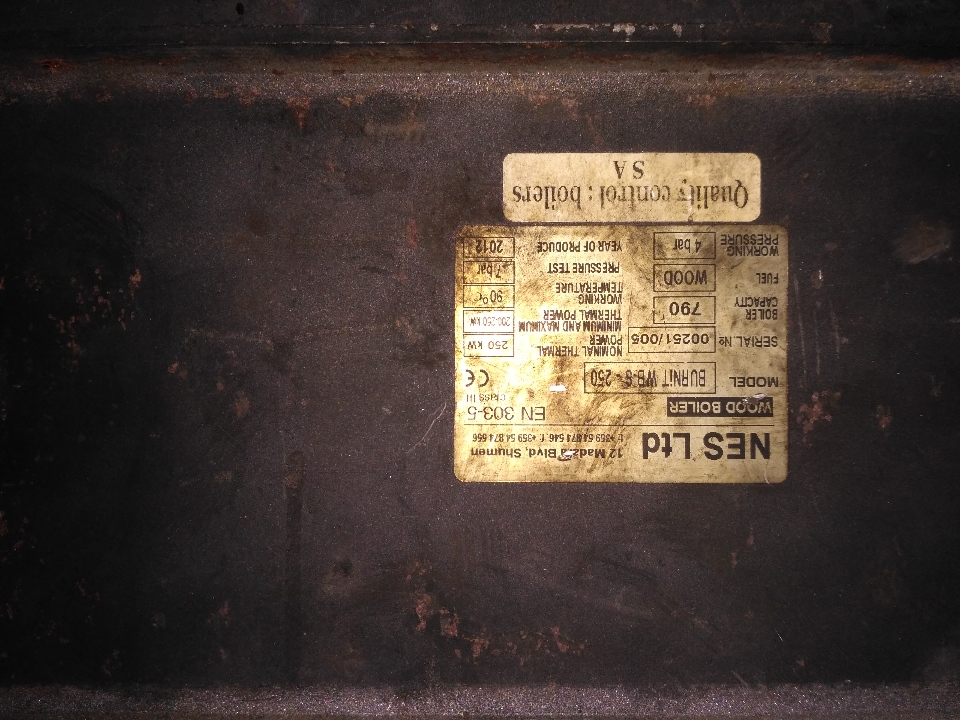 NES Ltd
12 Madara Blvd, Shumen
t. +359 54 874 546, f. +359 54 874 556
WOOD BOILER
EN 303-5
class III
MODEL BURNiT WB-S - 250 CE
SERIAL № 00251/005
NOMINAL THERMAL POWER 250 kW
BOILER CAPACITY 790
MINIMUM AND MAXIMUM THERMAL POWER 200-250 kW
FUEL WOOD
WORKING TEMPERATURE 90°C
PRESSURE TEST 7 bar
WORKING PRESSURE 4 bar
YEAR OF PRODUCE 2012
Quality control : boilers
S A